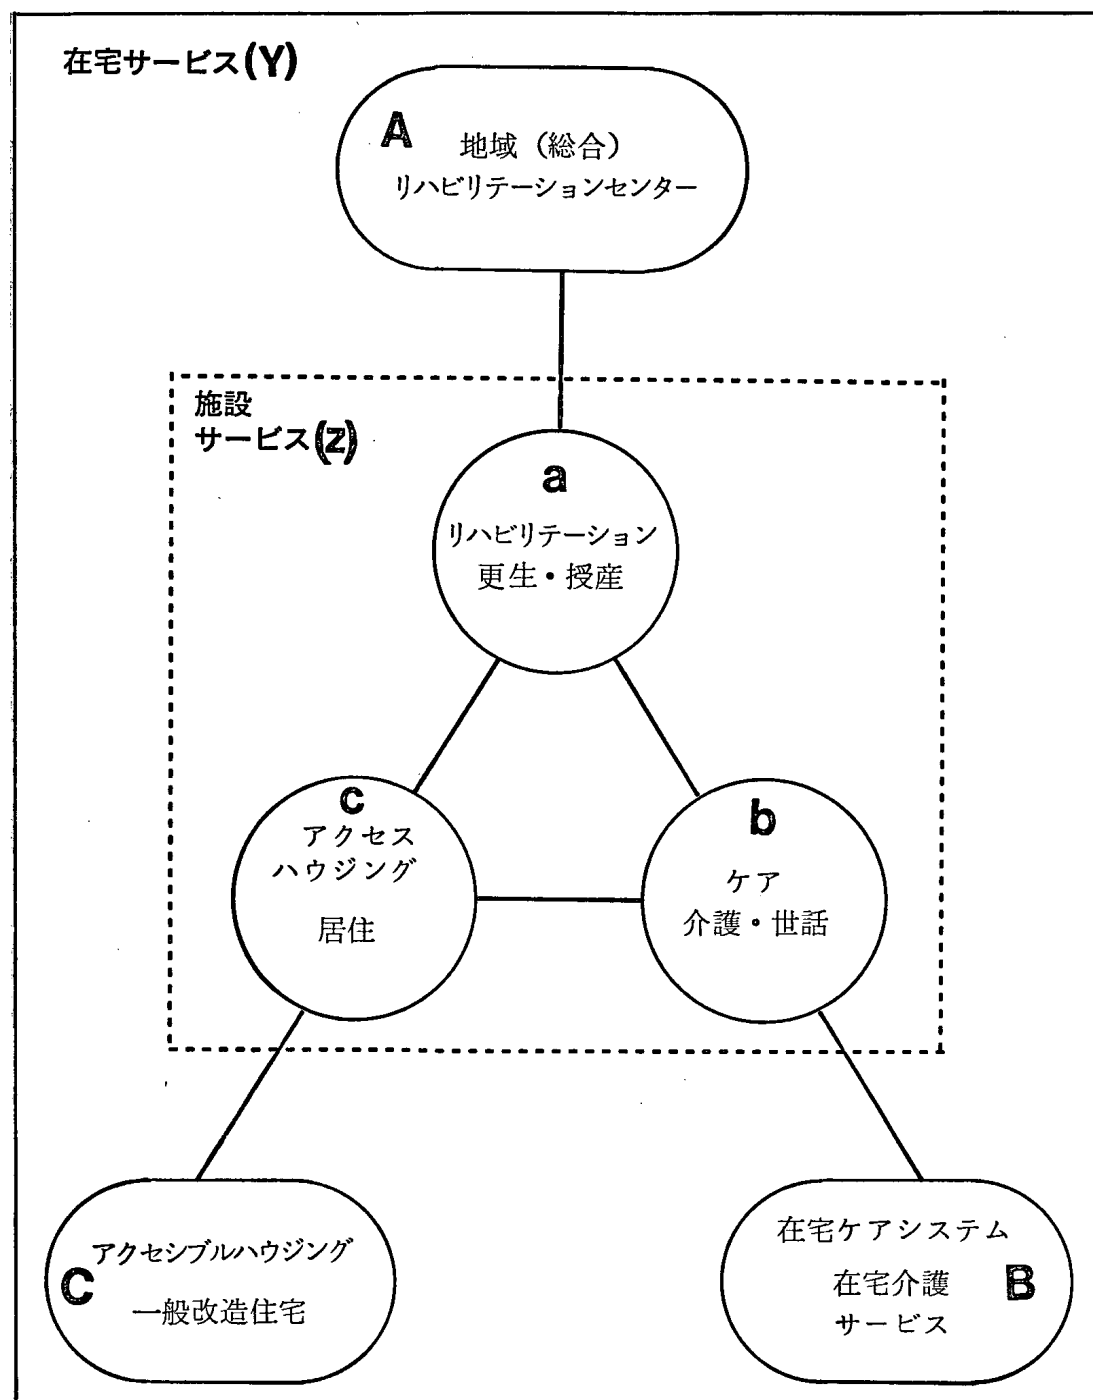 在宅サービス(Y)
A
地域（総合）
リハビリテーションセンター
施設
サービス(Z)
a
リハビリテーション
更生・授産
c
アクセス
ハウジング
居住
b
ケア
介護・世話
アクセシブルハウジング
C
一般改造住宅
在宅ケアシステム
在宅介護
B
サービス